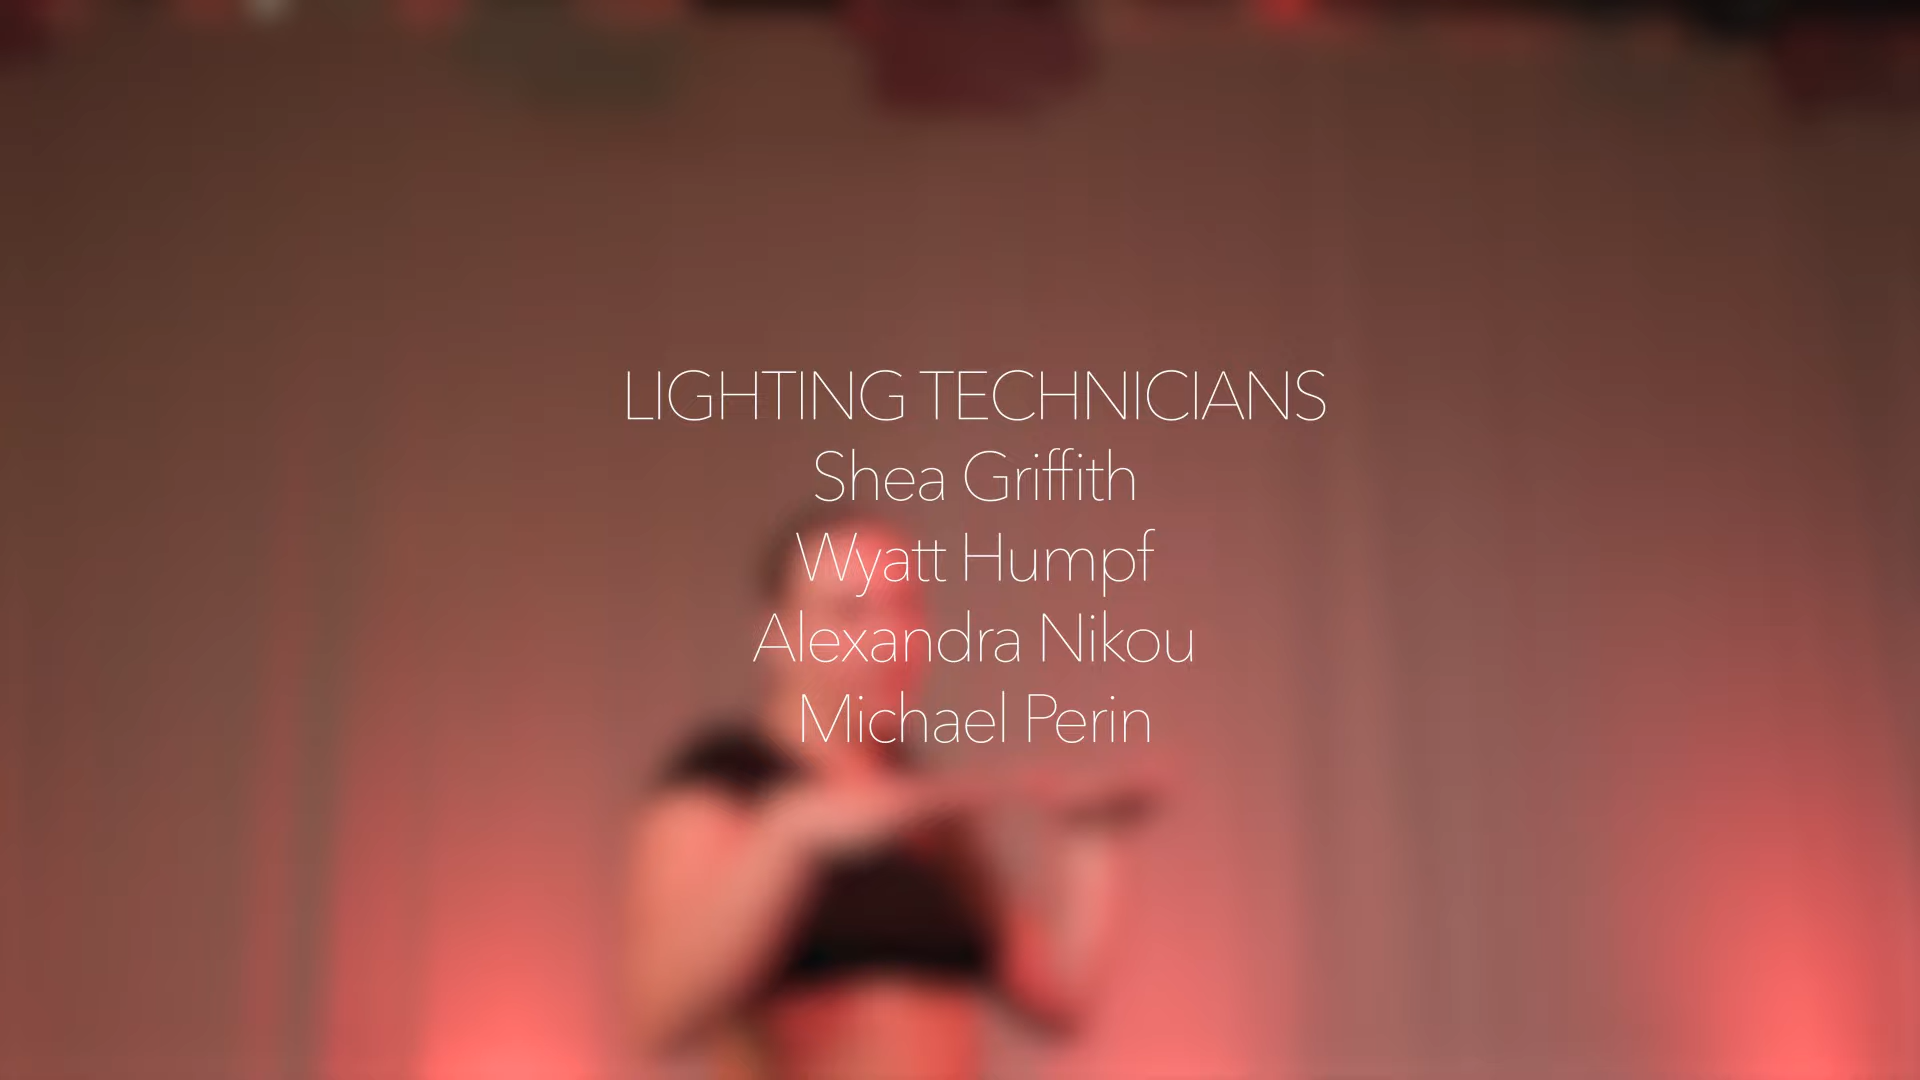 LIGHTING TECHNICIANS
Shea Griffith
Wyatt Humpf
Alexandra Nikou
Michael Perin